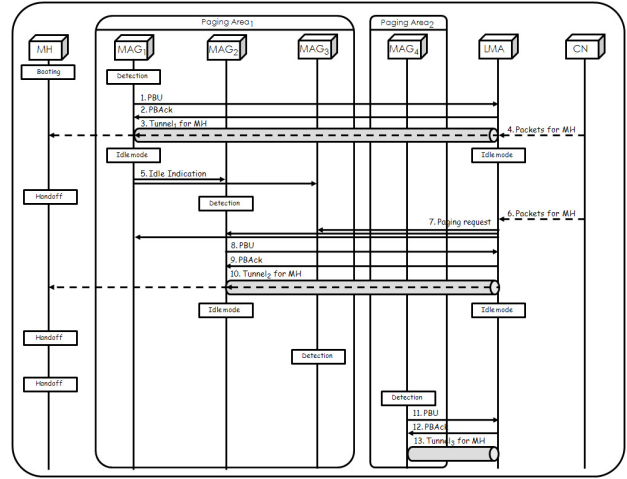 Paging Area1
Paging Area2
MH
MAG1
MAG2
MAG3
MAG4
LMA
CN
Booting
Detection
1. PBU
2. PBAck
3. Tunnel1 for MH
4. Packets for MH
Idle mode
Idle mode
5. Idle Indication
Handoff
Detection
6. Packets for MH
7. Paging request
8. PBU
9. PBAck
10. Tunnel2 for MH
Idle mode
Idle mode
Handoff
Detection
Handoff
Detection
11. PBU
12. PBAck
13. Tunnel3 for MH